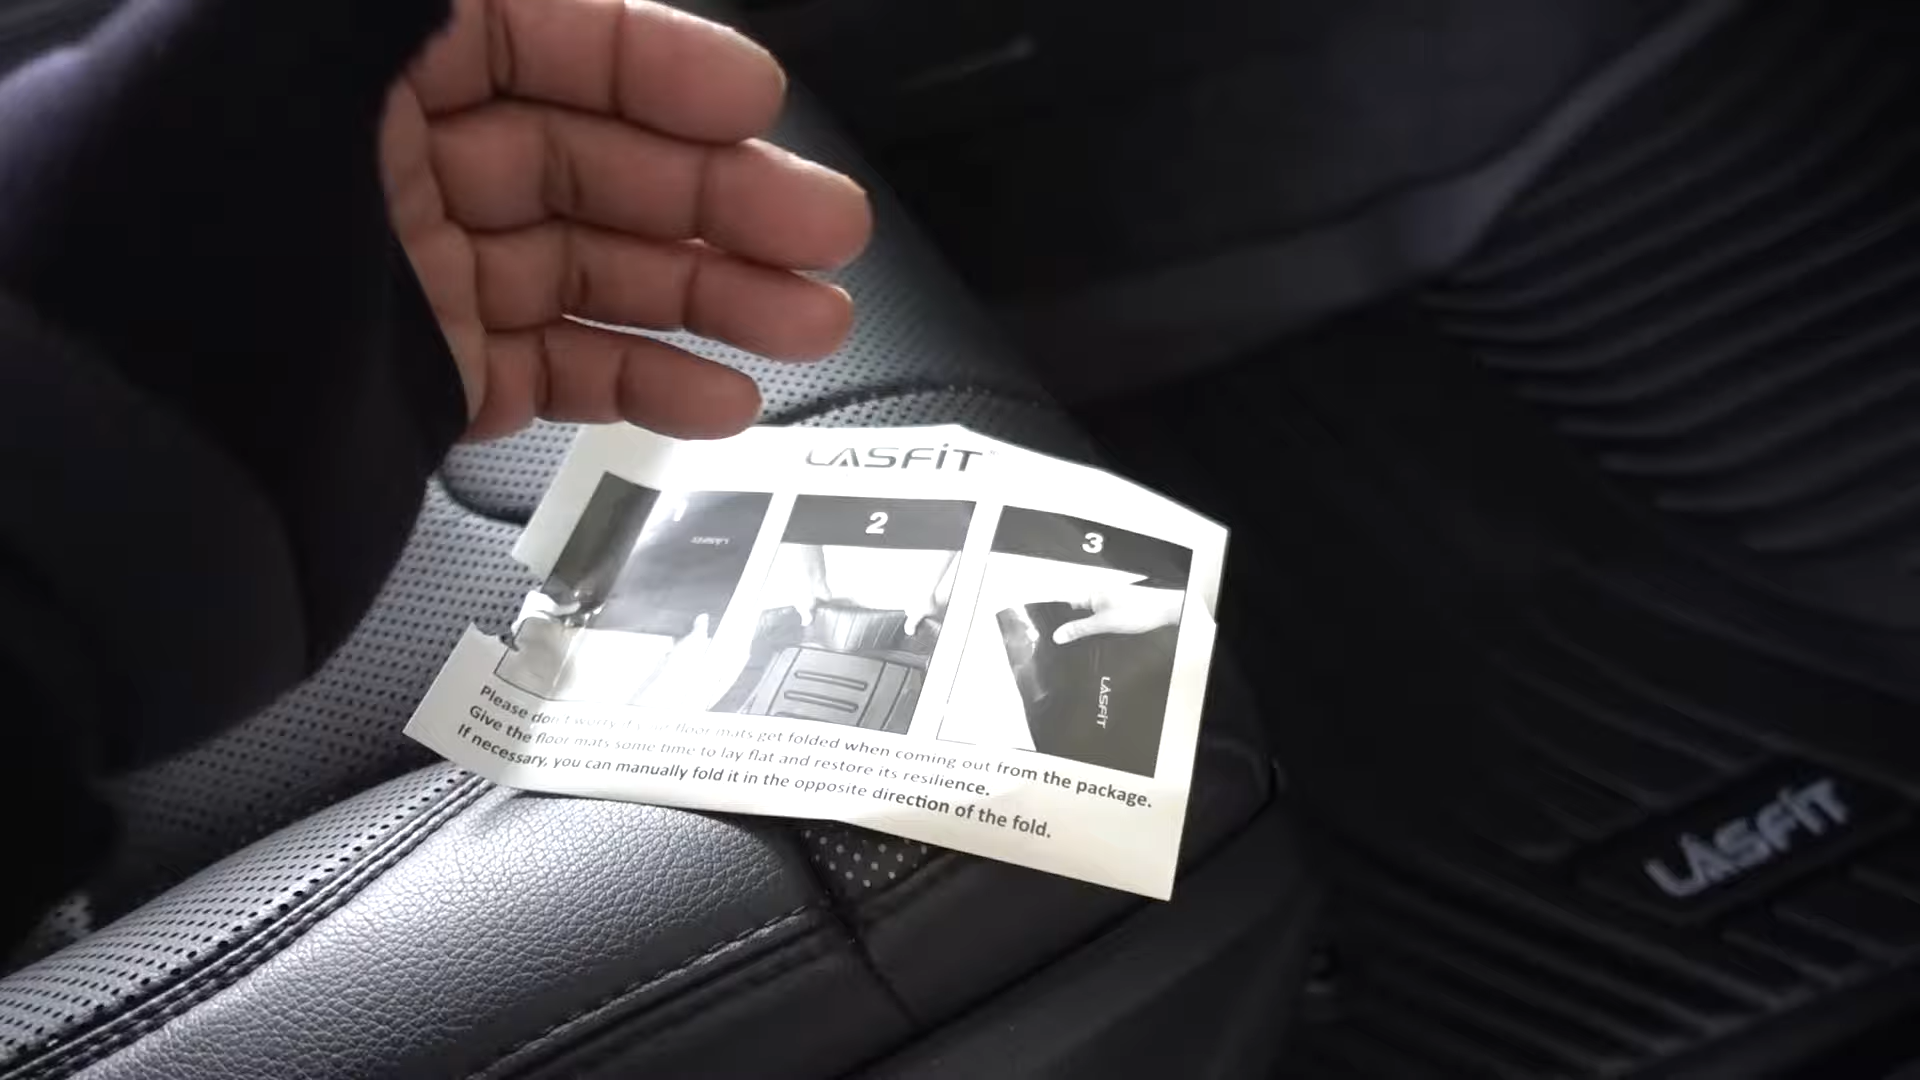 LASFIT
1
2
3
LASFIT
LASFIT
Please don't worry if your floor mats get folded when coming out from the package.
Give the floor mats some time to lay flat and restore its resilience.
If necessary, you can manually fold it in the opposite direction of the fold.
LASFIT